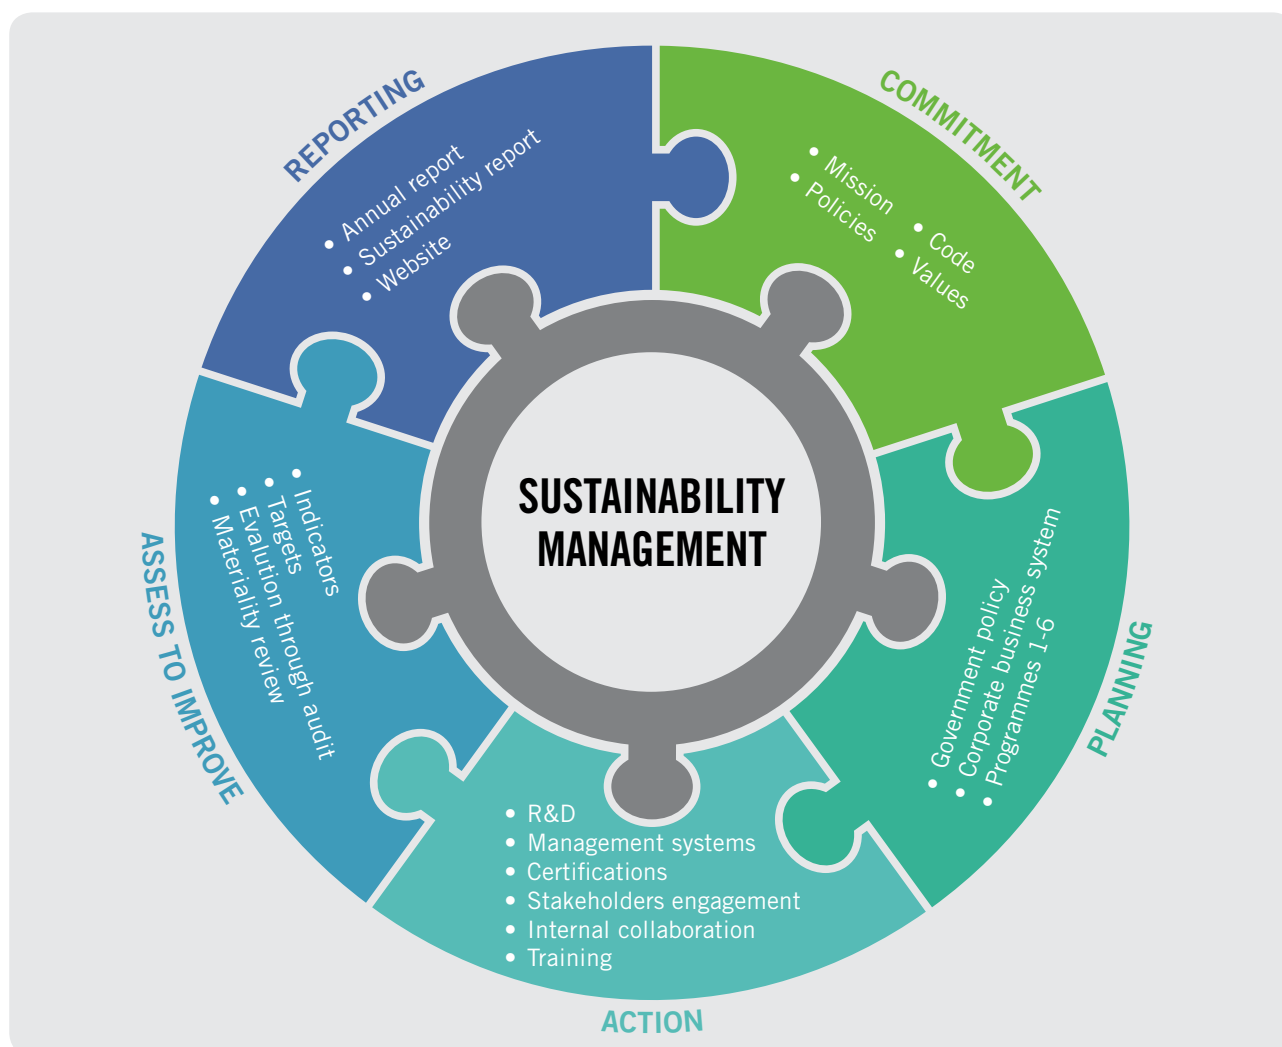 REPORTING
• Annual report
• Sustainability report
• Website
COMMITMENT
• Mission
• Policies
• Code
• Values
SUSTAINABILITY
MANAGEMENT
PLANNING
• Government policy
• Corporate business system
• Programmes 1-6
ACTION
• R&D
• Management systems
• Certifications
• Stakeholders engagement
• Internal collaboration
• Training
ASSESS TO IMPROVE
• Indicators
• Targets
• Evalution through audit
• Materiality review